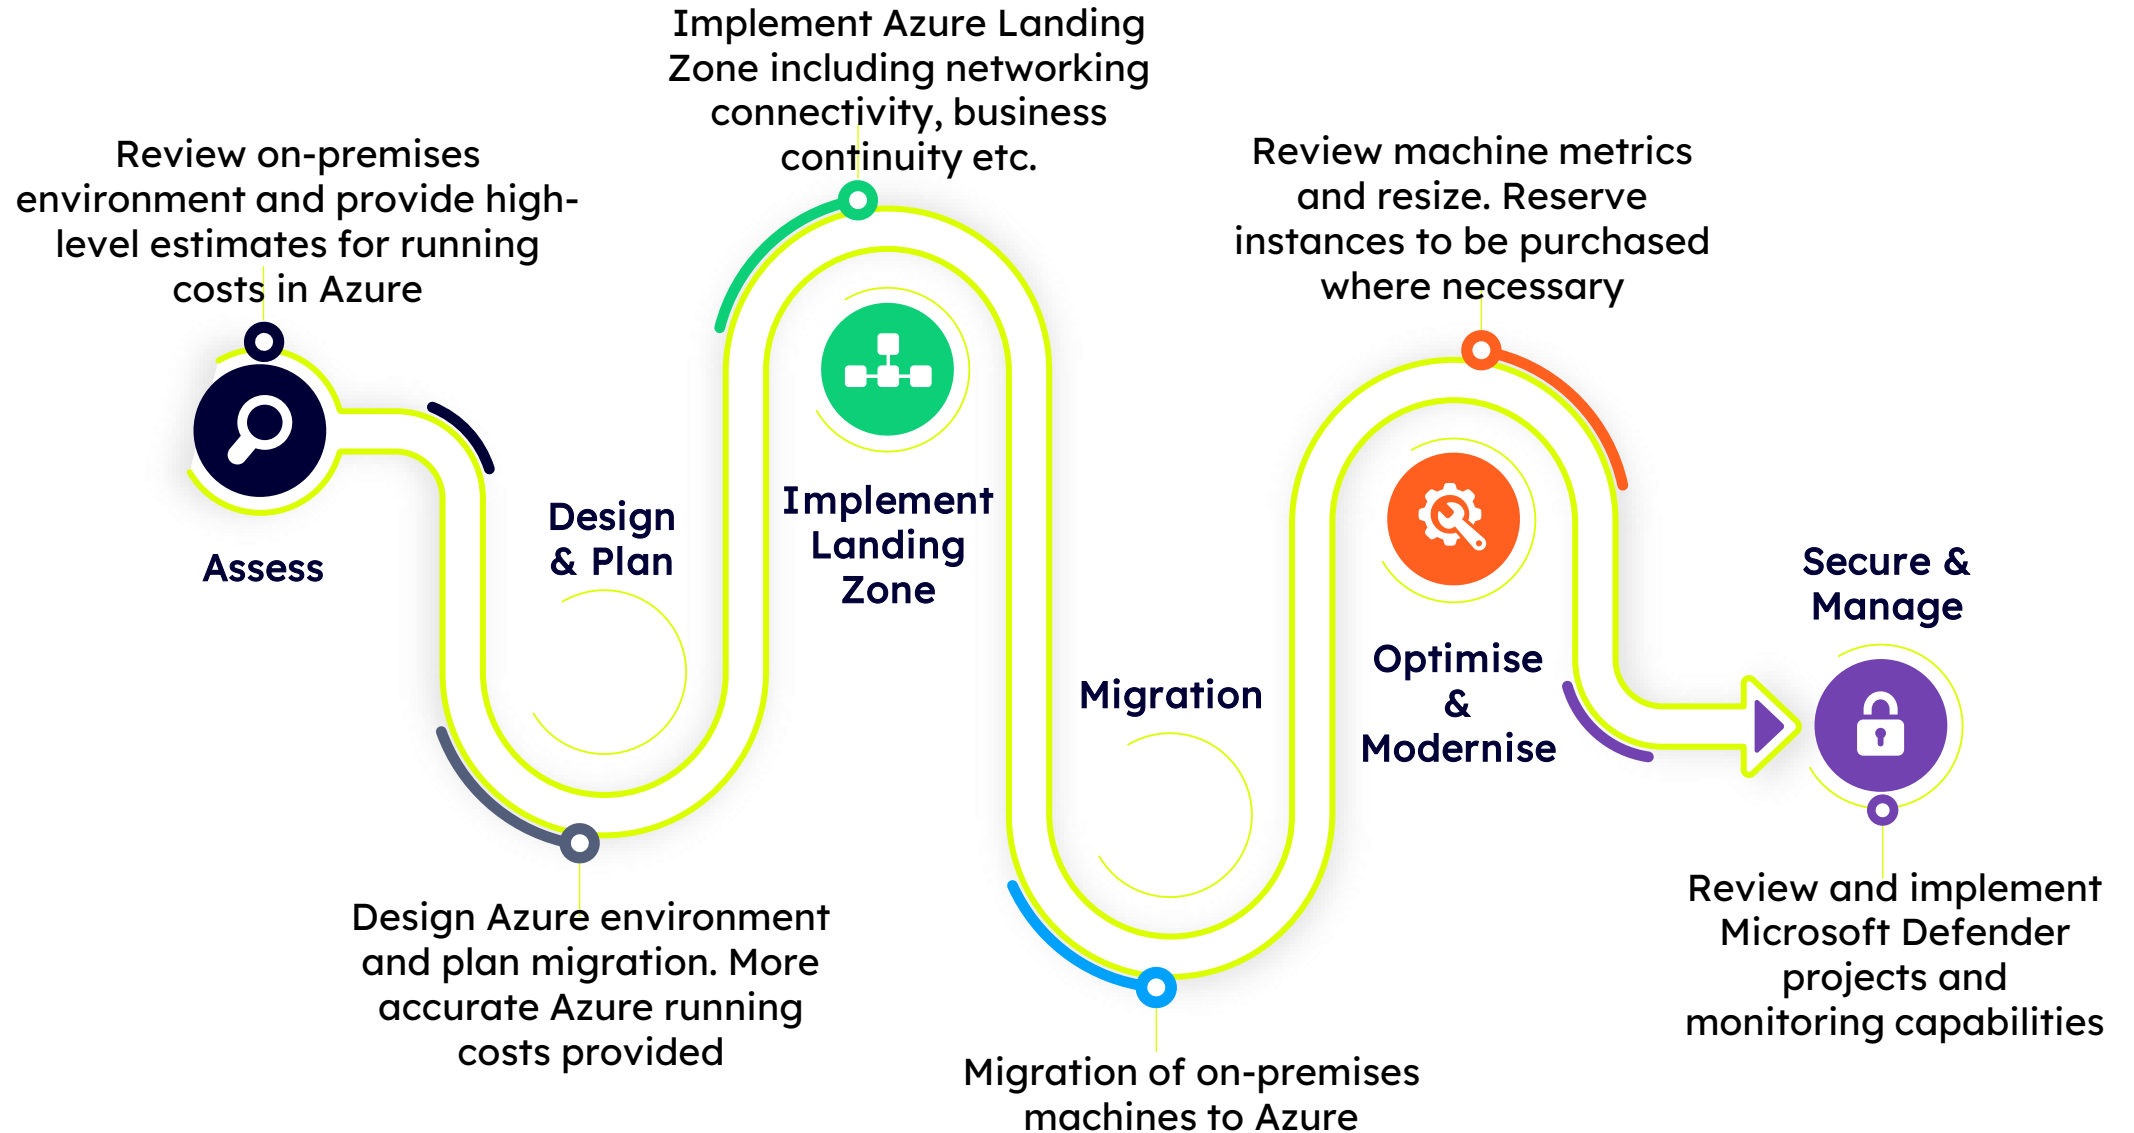 Review on-premises
environment and provide high-
level estimates for running
costs in Azure
Assess
Design
& Plan
Design Azure environment
and plan migration. More
accurate Azure running
costs provided
Implement Azure Landing
Zone including networking
connectivity, business
continuity etc.
Implement
Landing
Zone
Migration
Migration of on-premises
machines to Azure
Review machine metrics
and resize. Reserve
instances to be purchased
where necessary
Optimise
&
Modernise
Secure &
Manage
Review and implement
Microsoft Defender
projects and
monitoring capabilities